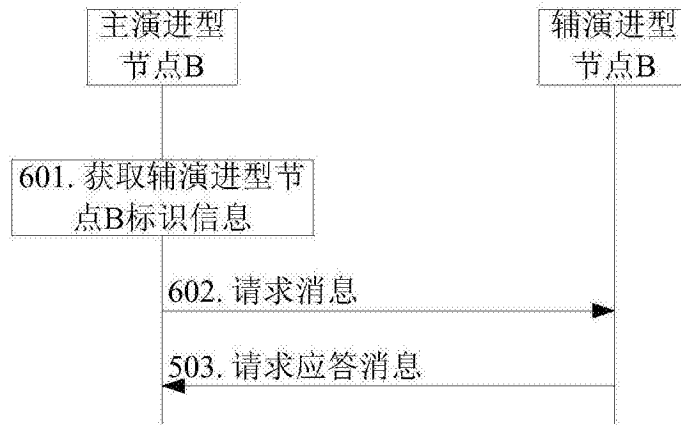 主演进型
节点B
辅演进型
节点B
601. 获取辅演进型节
点B标识信息
602. 请求消息
503. 请求应答消息